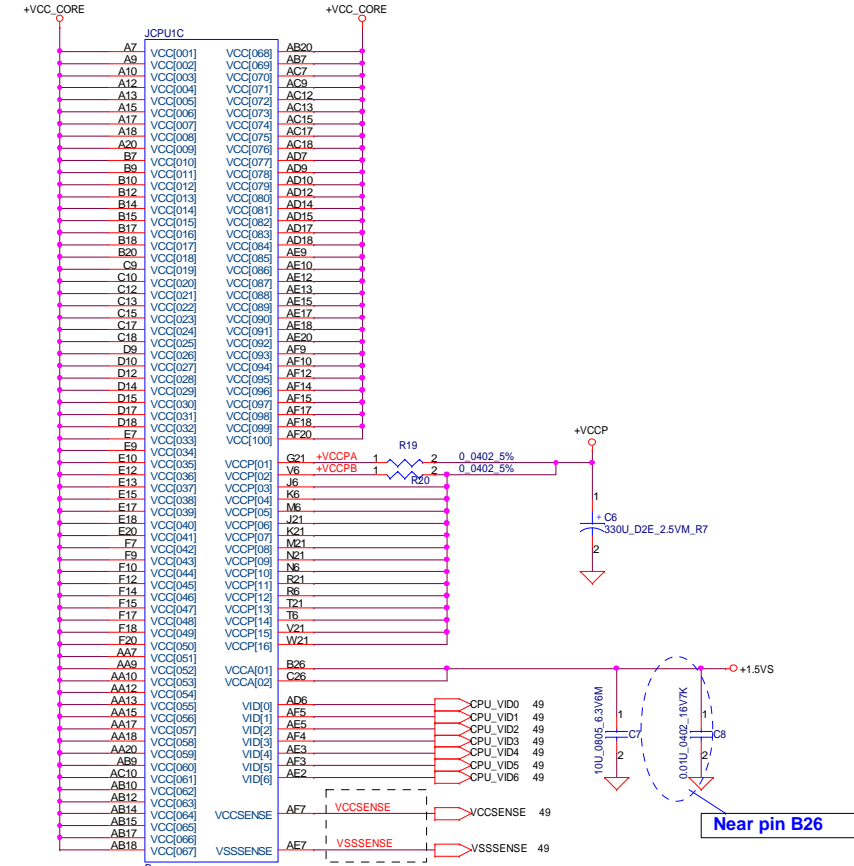 +VCC_CORE +VCC_CORE
JCPU1C
A7 VCC[001] VCC[068] AB20
A9 VCC[002] VCC[069] AB7
A10 VCC[003] VCC[070] AC7
A12 VCC[004] VCC[071] AC9
A13 VCC[005] VCC[072] AC12
A15 VCC[006] VCC[073] AC13
A17 VCC[007] VCC[074] AC15
A18 VCC[008] VCC[075] AC17
A20 VCC[009] VCC[076] AC18
B7 VCC[010] VCC[077] AD7
B9 VCC[011] VCC[078] AD9
B10 VCC[012] VCC[079] AD10
B12 VCC[013] VCC[080] AD12
B14 VCC[014] VCC[081] AD14
B15 VCC[015] VCC[082] AD15
B17 VCC[016] VCC[083] AD17
B18 VCC[017] VCC[084] AD18
B20 VCC[018] VCC[085] AE9
C9 VCC[019] VCC[086] AE10
C10 VCC[020] VCC[087] AE12
C12 VCC[021] VCC[088] AE13
C13 VCC[022] VCC[089] AE15
C15 VCC[023] VCC[090] AE17
C17 VCC[024] VCC[091] AE18
C18 VCC[025] VCC[092] AE20
D9 VCC[026] VCC[093] AF9
D10 VCC[027] VCC[094] AF10
D12 VCC[028] VCC[095] AF12
D14 VCC[029] VCC[096] AF14
D15 VCC[030] VCC[097] AF15
D17 VCC[031] VCC[098] AF17
D18 VCC[032] VCC[099] AF18
E7 VCC[033] VCC[100] AF20
E9 VCC[034]
E10 VCC[035] VCCP[01] G21 +VCCPA 1 R19 2 0_0402_5%
E12 VCC[036] VCCP[02] V6 +VCCPB 1 R20 2 0_0402_5%
E13 VCC[037] VCCP[03] J6
E15 VCC[038] VCCP[04] K6
E17 VCC[039] VCCP[05] M6
E18 VCC[040] VCCP[06] J21
E20 VCC[041] VCCP[07] K21
F7 VCC[042] VCCP[08] M21
F9 VCC[043] VCCP[09] N21
F10 VCC[044] VCCP[10] N6
F12 VCC[045] VCCP[11] R21
F14 VCC[046] VCCP[12] R6
F15 VCC[047] VCCP[13] T21
F17 VCC[048] VCCP[14] T6
F18 VCC[049] VCCP[15] V21
F20 VCC[050] VCCP[16] W21
AA7 VCC[051]
AA9 VCC[052] VCCA[01] B26
AA10 VCC[053] VCCA[02] C26
AA12 VCC[054]
AA13 VCC[055] VID[0] AD6 CPU_VID0 49
AA15 VCC[056] VID[1] AF5 CPU_VID1 49
AA17 VCC[057] VID[2] AE5 CPU_VID2 49
AA18 VCC[058] VID[3] AF4 CPU_VID3 49
AA20 VCC[059] VID[4] AE3 CPU_VID4 49
AB9 VCC[060] VID[5] AF3 CPU_VID5 49
AC10 VCC[061] VID[6] AE2 CPU_VID6 49
AB10 VCC[062]
AB12 VCC[063]
AB14 VCC[064] VCCSENSE AF7 VCCSENSE VCCSENSE 49
AB15 VCC[065]
AB17 VCC[066]
AB18 VCC[067] VSSSENSE AE7 VSSSENSE VSSSENSE 49
+VCCP
1
+ C6
330U_D2E_2.5VM_R7
2
+1.5VS
10U_0805_6.3V6M
1
C7
2
0.01U_0402_16V7K
1
C8
2
Near pin B26